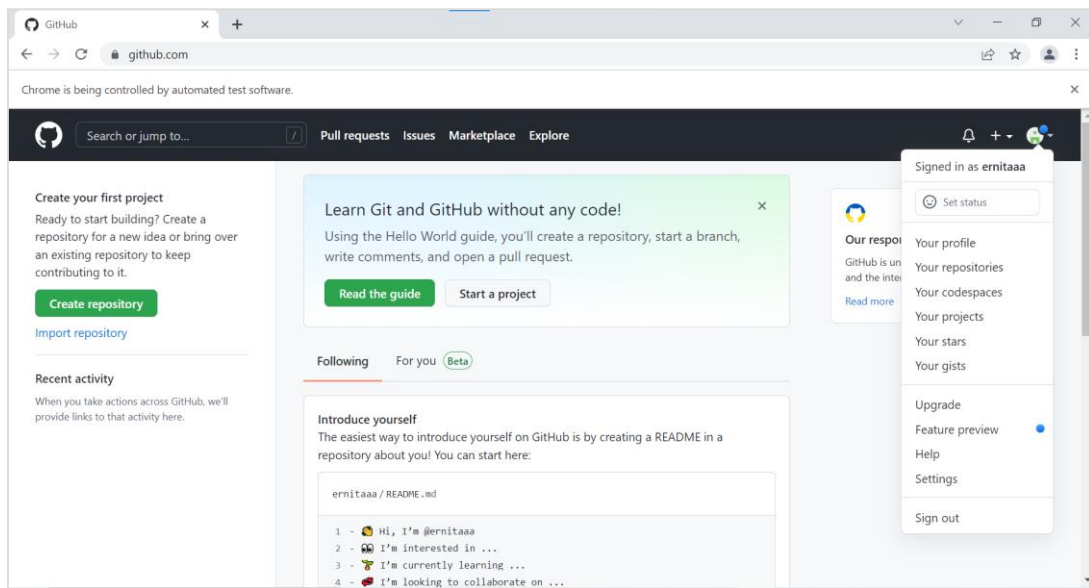 GitHub
github.com
Chrome is being controlled by automated test software.
Search or jump to...
/
Pull requests Issues Marketplace Explore
Create your first project
Ready to start building? Create a
repository for a new idea or bring over
an existing repository to keep
contributing to it.
Create repository
Import repository
Recent activity
When you take actions across GitHub, we'll
provide links to that activity here.
Learn Git and GitHub without any code!
Using the Hello World guide, you'll create a repository, start a branch,
write comments, and open a pull request.
Read the guide Start a project
Following For you Beta
Introduce yourself
The easiest way to introduce yourself on GitHub is by creating a README in a
repository about you! You can start here:
ernitaaa / README.md
1 - 👋 Hi, I'm @ernitaaa
2 - 👀 I'm interested in ...
3 - 🌱 I'm currently learning ...
4 - 💞️ I'm looking to collaborate on ...
Our
GitHub is
and the
Read more
Signed in as ernitaaa
Set status
Your profile
Your repositories
Your codespaces
Your projects
Your stars
Your gists
Upgrade
Feature preview
Help
Settings
Sign out